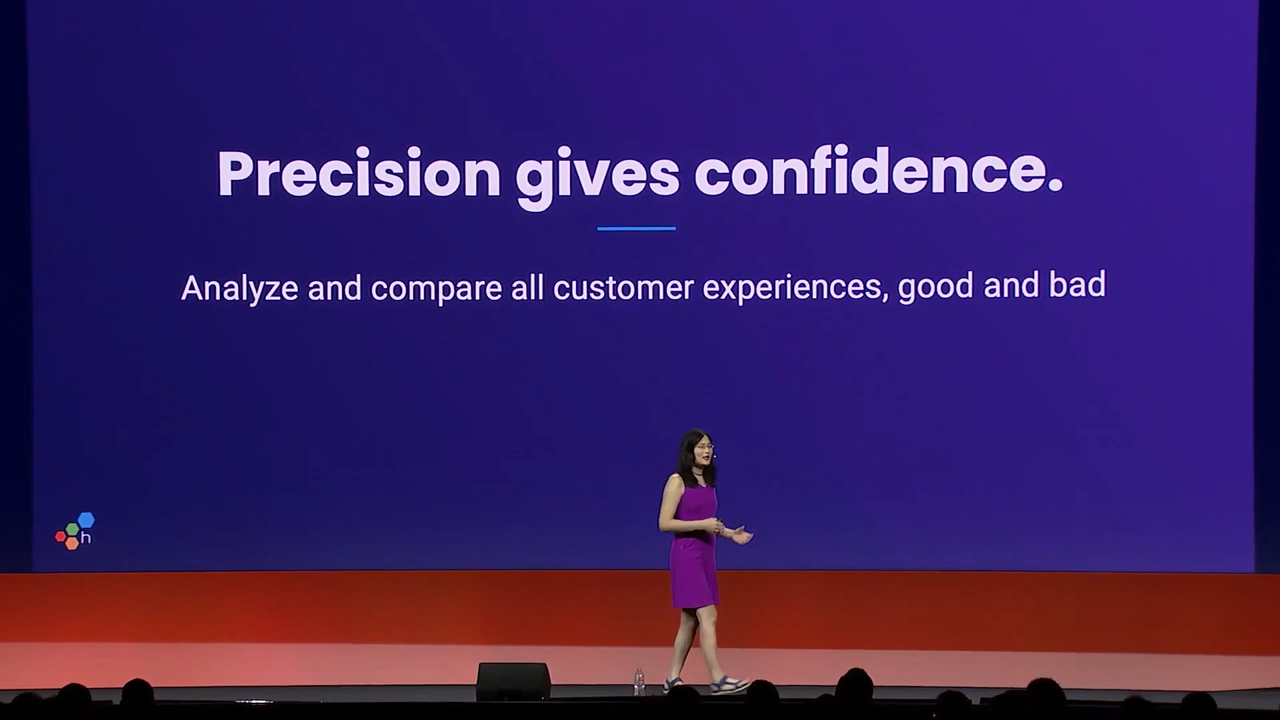 Precision gives confidence.
Analyze and compare all customer experiences, good and bad
h